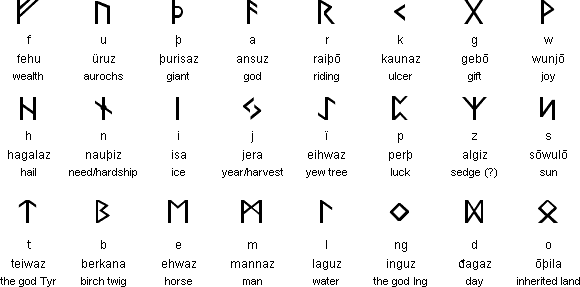 ᚠ ᚢ ᚦ ᚨ ᚱ ᚲ ᚷ ᚹ
f u þ a r k g w
fehu üruz þurisaz ansuz raiþō kaunaz gebō wunjō
wealth aurochs giant god riding ulcer gift joy
ᚺ ᚾ ᛁ ᛃ ᛇ ᛈ ᛉ ᛊ
h n i j ï p z s
hagalaz nauþiz isa jera eihwaz perþ algiz sōwulō
hail need/hardship ice year/harvest yew tree luck sedge (?) sun
ᛏ ᛒ ᛖ ᛗ ᛚ ᛜ ᛞ ᛟ
t b e m l ng d o
teiwaz berkana ehwaz mannaz laguz inguz đagaz ōþila
the god Tyr birch twig horse man water the god Ing day inherited land